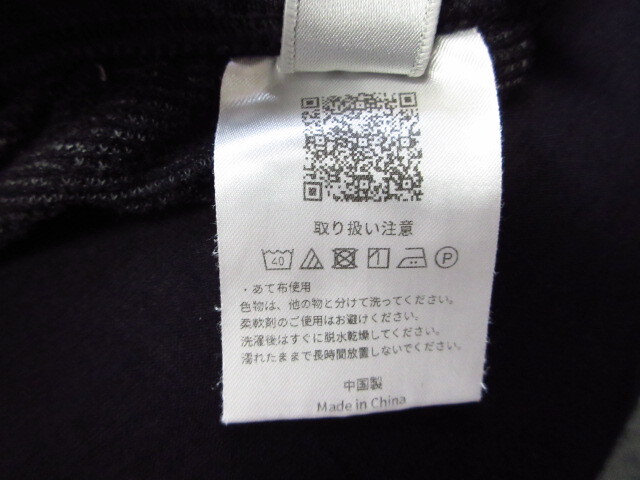 取り扱い注意
40 P
・あて布使用
色物は、他の物と分けて洗ってください。
柔軟剤のご使用はお避けください。
洗濯後はすぐに脱水乾燥してください。
濡れたままで長時間放置しないでください。
中国製
Made in China